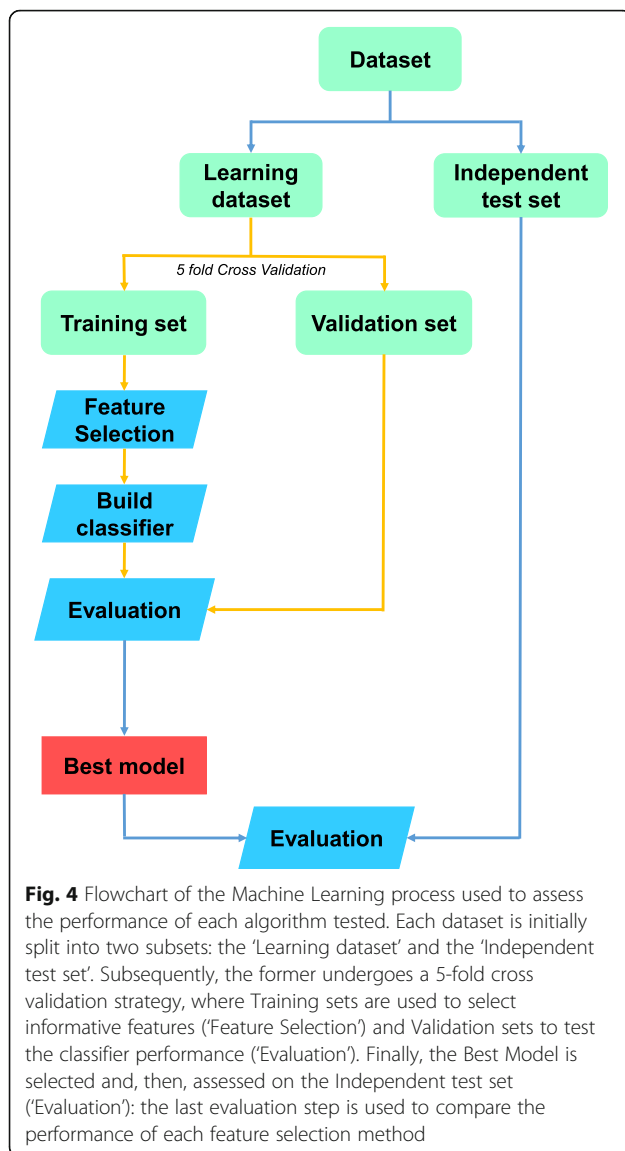 Dataset
Learning
dataset
Independent
test set
5 fold Cross Validation
Training set
Validation set
Feature
Selection
Build
classifier
Evaluation
Best model
Evaluation
Fig. 4 Flowchart of the Machine Learning process used to assess
the performance of each algorithm tested. Each dataset is initially
split into two subsets: the ‘Learning dataset’ and the ‘Independent
test set’. Subsequently, the former undergoes a 5-fold cross
validation strategy, where Training sets are used to select
informative features (‘Feature Selection’) and Validation sets to test
the classifier performance (‘Evaluation’). Finally, the Best Model is
selected and, then, assessed on the Independent test set
(‘Evaluation’): the last evaluation step is used to compare the
performance of each feature selection method